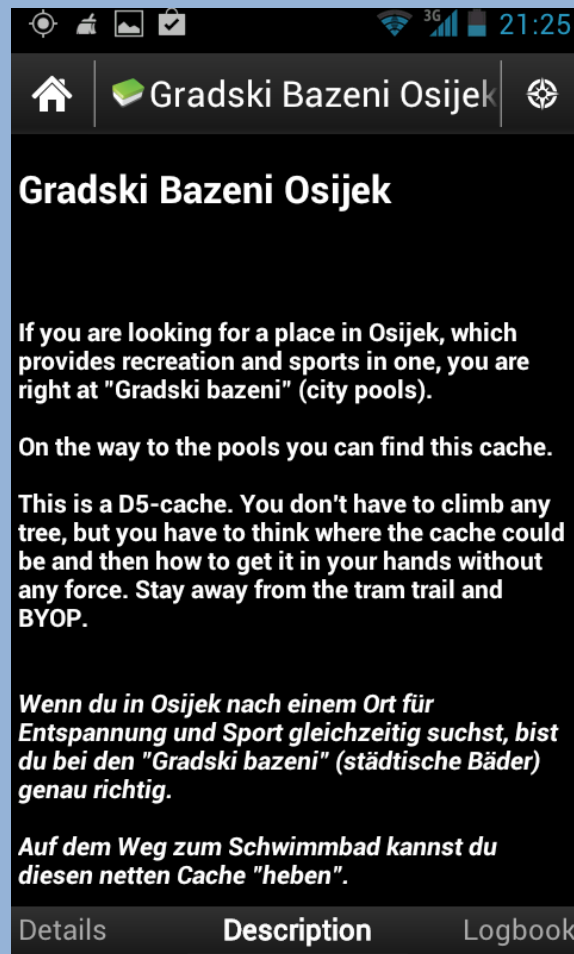 3G 21:25
Gradski Bazeni Osijek
Gradski Bazeni Osijek
If you are looking for a place in Osijek, which
provides recreation and sports in one, you are
right at "Gradski bazeni" (city pools).
On the way to the pools you can find this cache.
This is a D5-cache. You don't have to climb any
tree, but you have to think where the cache could
be and then how to get it in your hands without
any force. Stay away from the tram trail and
BYOP.
Wenn du in Osijek nach einem Ort für
Entspannung und Sport gleichzeitig suchst, bist
du bei den "Gradski bazeni" (städtische Bäder)
genau richtig.
Auf dem Weg zum Schwimmbad kannst du
diesen netten Cache "heben".
Details Description Logbook